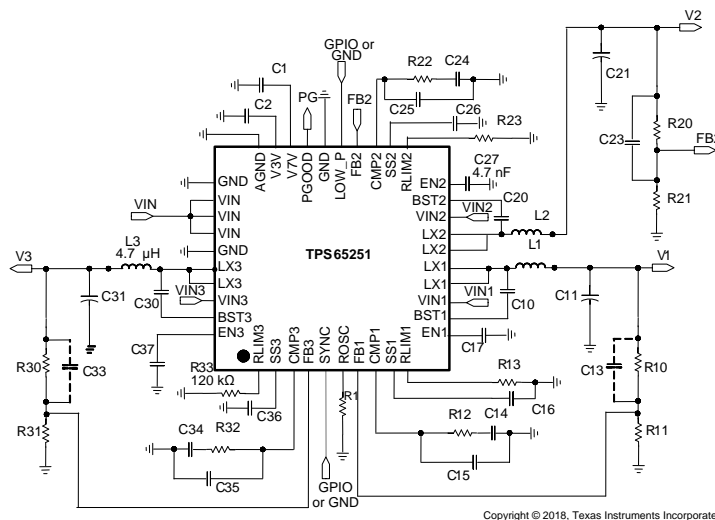 GPIO or
GND
V2
C1
R22
C24
C21
PG
FB2
C25
C26
C2
R23
C23
R20
FB2
R21
AGND
V3V
V7V
PGOOD
GND
LOW_P
FB2
CMP2
SS2
RLIM2
C27
4.7 nF
GND
EN2
BST2
C20
VIN
VIN
VIN2
VIN2
VIN
VIN
LX2
L2
GND
TPS65251
LX2
L1
V3
L3
4.7 µH
LX3
LX1
V1
LX3
LX1
C31
C30
VIN3
VIN3
VIN1
VIN1
C10
C11
BST3
BST1
EN3
EN1
C17
C37
RLIM3
SS3
CMP3
FB3
SYNC
ROSC
FB1
CMP1
SS1
RLIM1
R30
C33
R33
120 kΩ
R13
C13
R10
C36
R1
C16
R31
C34
R32
R12
C14
R11
C35
C15
GPIO
or GND
Copyright © 2018, Texas Instruments Incorporate